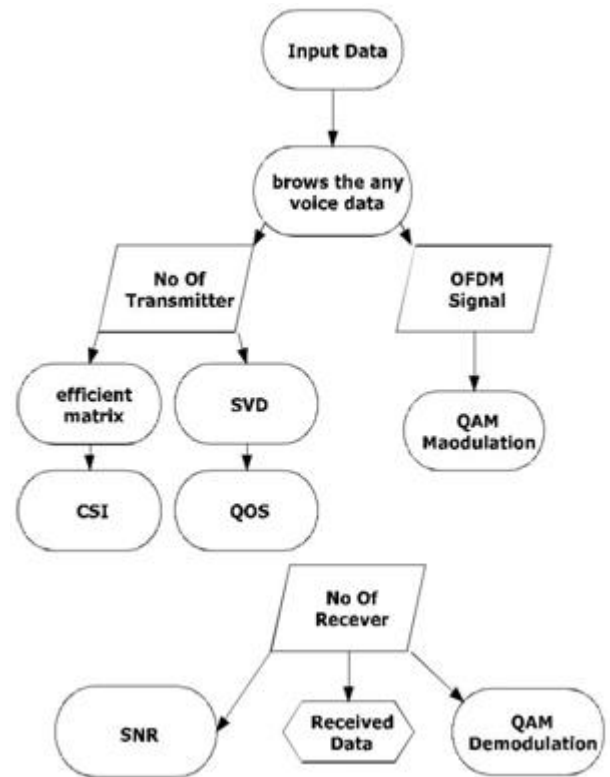 Input Data
brows the any
voice data
No Of
Transmitter
OFDM
Signal
efficient
matrix
SVD
QAM
Maodulation
CSI
QOS
No Of
Recever
SNR
Received
Data
QAM
Demodulation